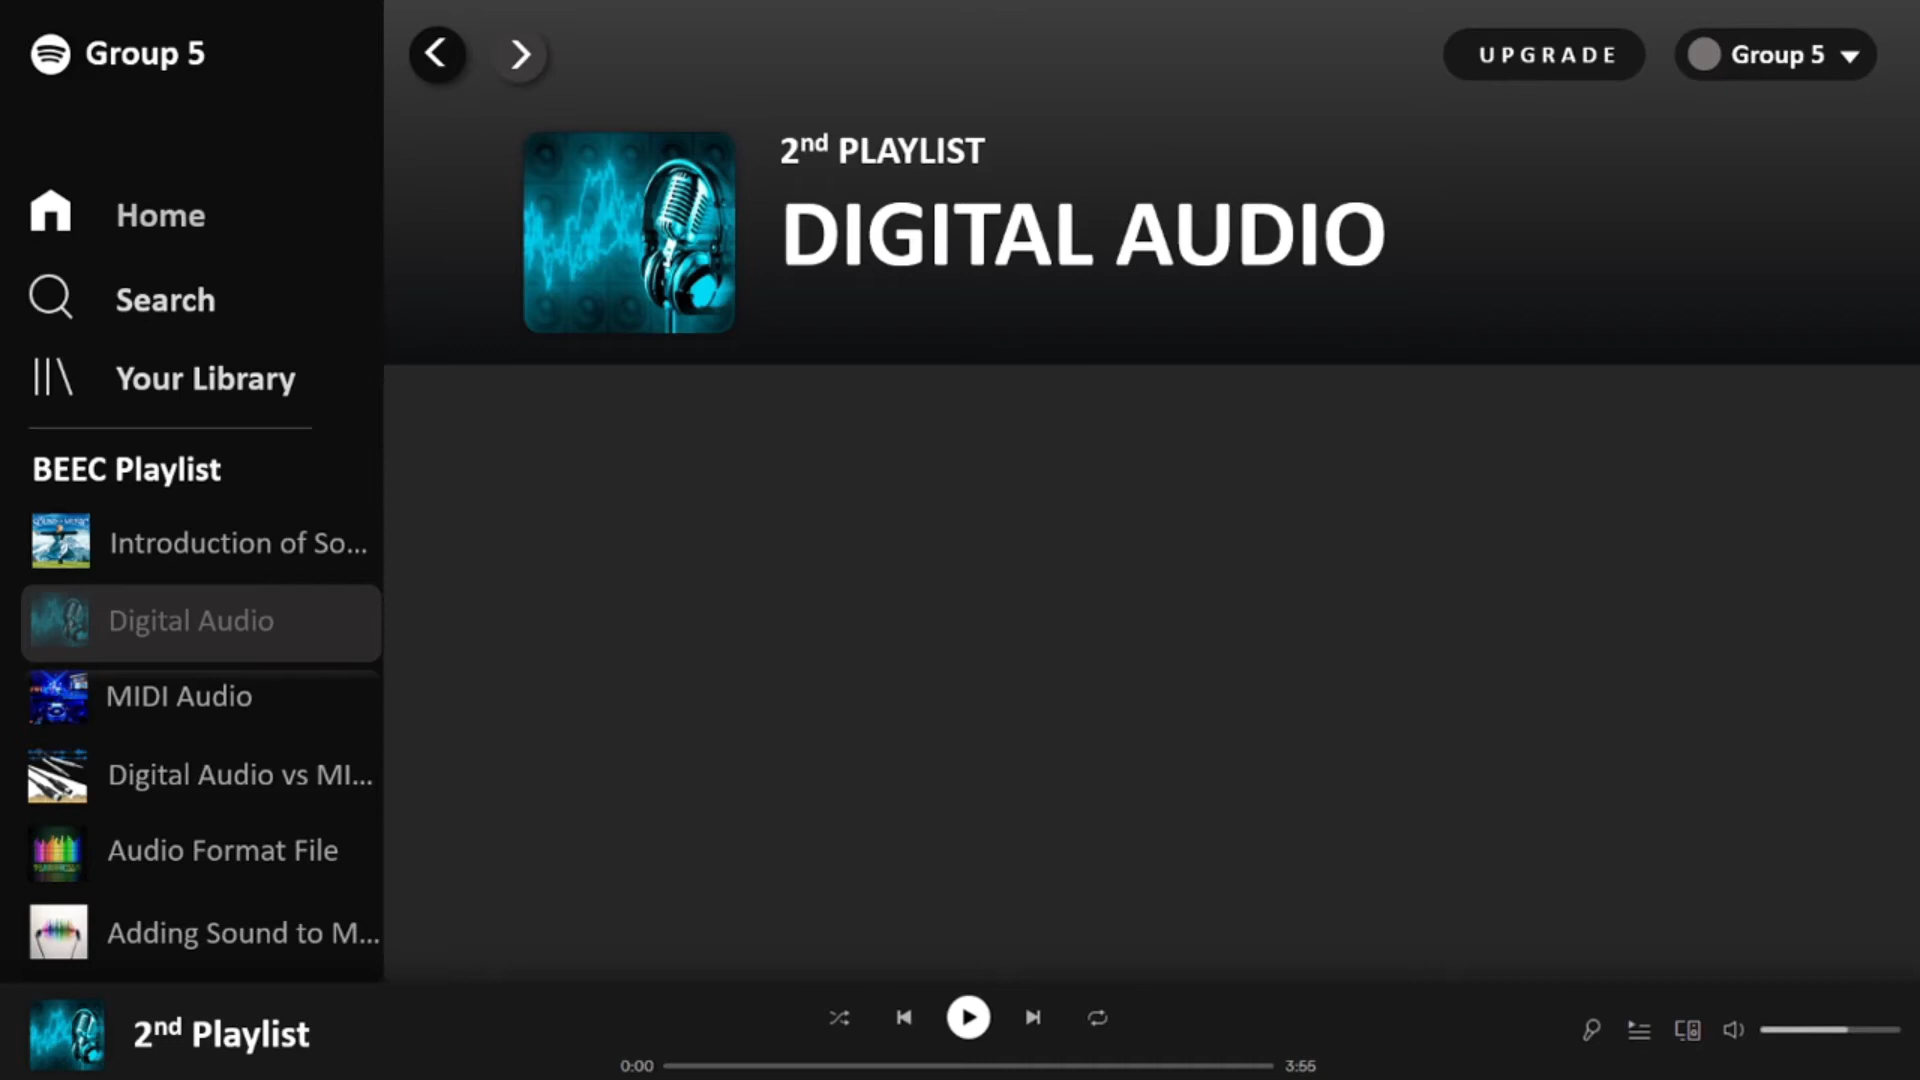 Group 5
UPGRADE
Group 5
2nd PLAYLIST
DIGITAL AUDIO
Home
Search
Your Library
BEEC Playlist
Introduction of So...
Digital Audio
MIDI Audio
Digital Audio vs MI...
Audio Format File
Adding Sound to M...
2nd Playlist
0:00
3:55